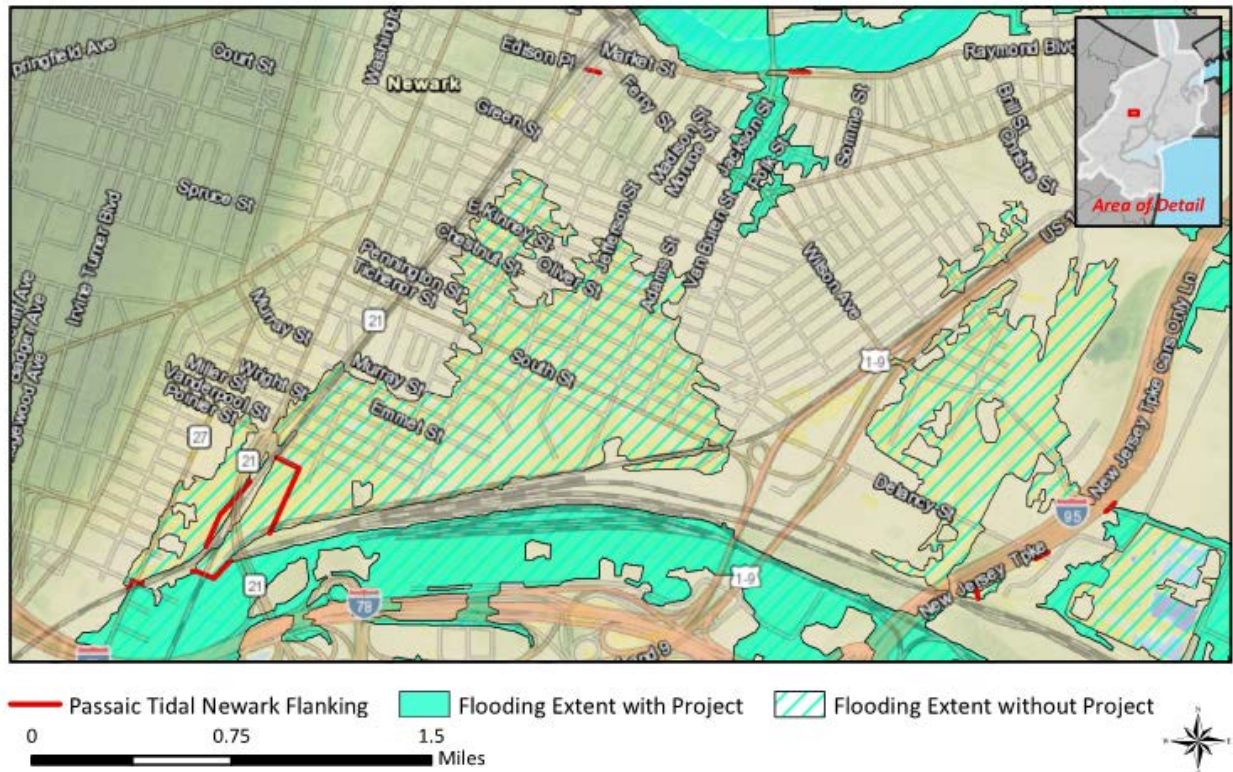 Springfield Ave
Court St
Washington
Newark
Edison Pl
Market St
Raymond Blvd
Green St
Ferry St
Madison St
Monroe St
Jackson St
Polk St
Somme St
Brill St
Christie St
Area of Detail
Spruce St
Irvine Turner Blvd
E Kinney St
Chestnut St
Oliver St
Jefferson St
Adams St
Van Buren St
Wilson Ave
US-1
Pennington St
Tichenor St
21
Murray St
Murray St
South St
1-9
New Jersey Tpke Cars Only Ln
Miller St
Wright St
Vanderpool St
Poinier St
Emmet St
27
21
Badger Ave
Delancy St
95
New Jersey Tpke
21
78
1-9
Passaic Tidal Newark Flanking
Flooding Extent with Project
Flooding Extent without Project
0 0.75 1.5
Miles